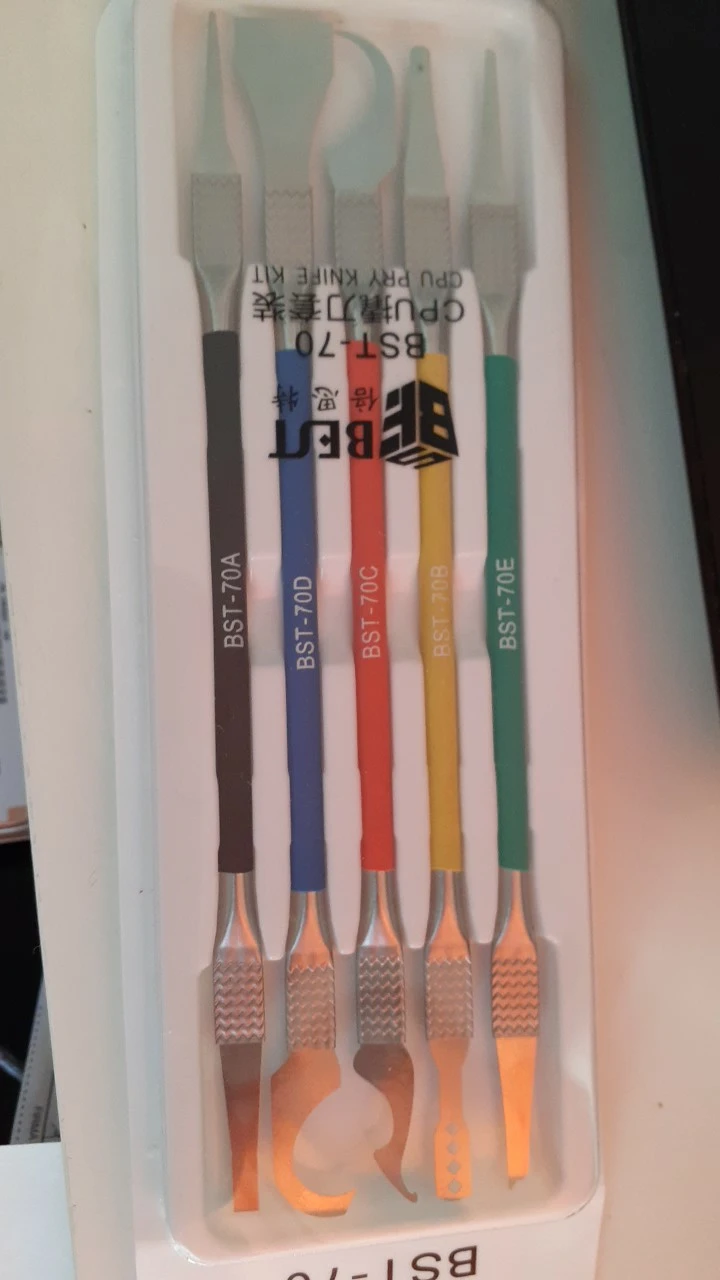 BEST
倍思特
BST-70
CPU撬刀套装
CPU PRY KNIFE KIT
BST-70A
BST-70D
BST-70C
BST-70B
BST-70E
BST-70